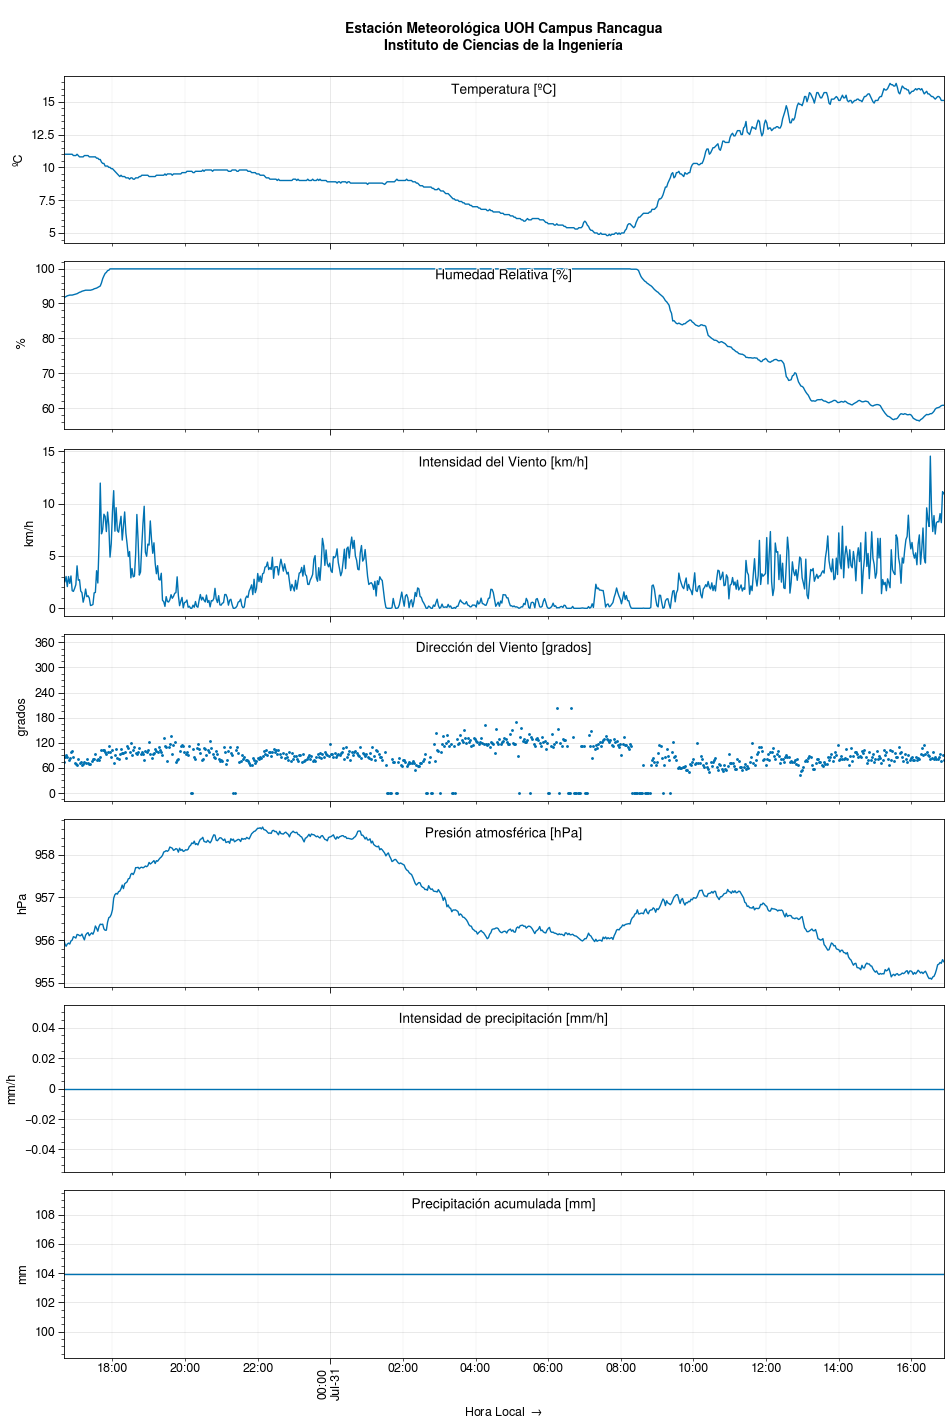 Estación Meteorológica UOH Campus Rancagua
Instituto de Ciencias de la Ingeniería
Temperatura [ºC]
15
12.5
10
7.5
5
ºC
Humedad Relativa [%]
100
90
80
70
60
%
Intensidad del Viento [km/h]
15
10
5
0
km/h
Dirección del Viento [grados]
360
300
240
180
120
60
0
grados
Presión atmosférica [hPa]
958
957
956
955
hPa
Intensidad de precipitación [mm/h]
0.04
0.02
0
−0.02
−0.04
mm/h
Precipitación acumulada [mm]
108
106
104
102
100
mm
18:00 20:00 22:00 00:00 02:00 04:00 06:00 08:00 10:00 12:00 14:00 16:00
Jul-31
Hora Local →